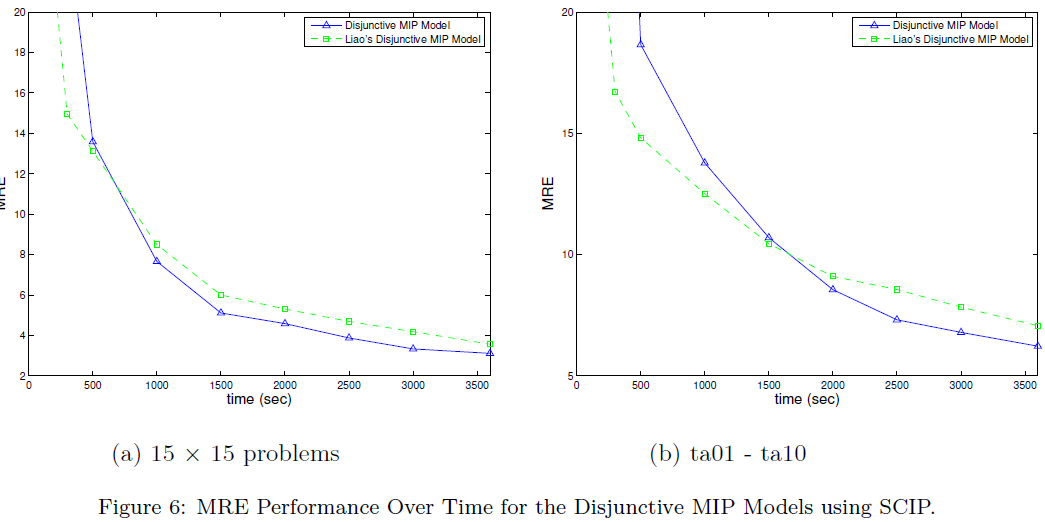 20
18
16
14
12
10
8
6
4
2
MRE
0 500 1000 1500 2000 2500 3000 3500
time (sec)
Disjunctive MIP Model
Liao's Disjunctive MIP Model
(a) 15 × 15 problems
20
15
10
5
MRE
0 500 1000 1500 2000 2500 3000 3500
time (sec)
Disjunctive MIP Model
Liao's Disjunctive MIP Model
(b) ta01 - ta10
Figure 6: MRE Performance Over Time for the Disjunctive MIP Models using SCIP.